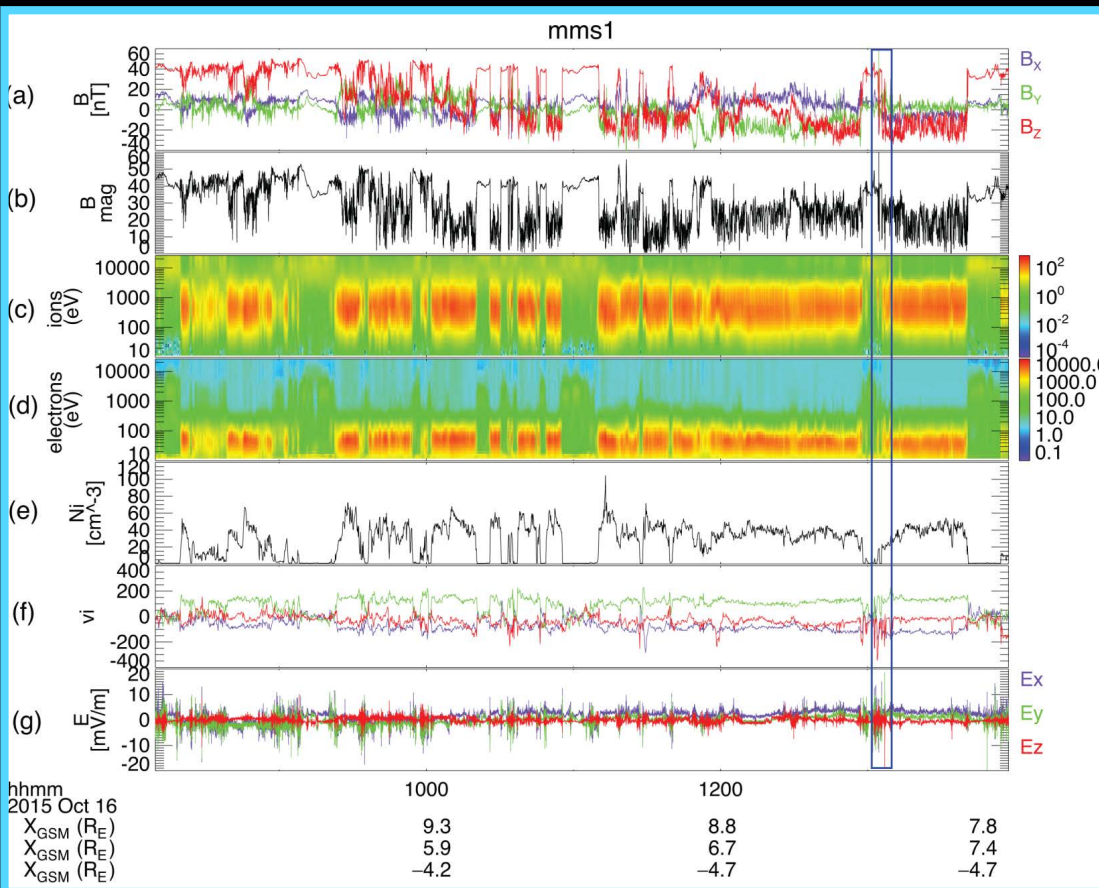 mms1
(a)
B
[nT]
60
40
20
0
-20
-40
BX
BY
BZ
(b)
B
mag
60
50
40
30
20
10
0
(c)
ions
(eV)
10000
1000
100
10
10^2
10^0
10^-2
10^-4
(d)
electrons
(eV)
10000
1000
100
10
10000.0
1000.0
100.0
10.0
1.0
0.1
(e)
Ni
[cm^-3]
120
100
80
60
40
20
0
(f)
vi
400
200
0
-200
-400
(g)
E
[mV/m]
20
10
0
-10
-20
Ex
Ey
Ez
hhmm 1000 1200
2015 Oct 16
XGSM (RE) 9.3 8.8 7.8
XGSM (RE) 5.9 6.7 7.4
XGSM (RE) −4.2 −4.7 −4.7